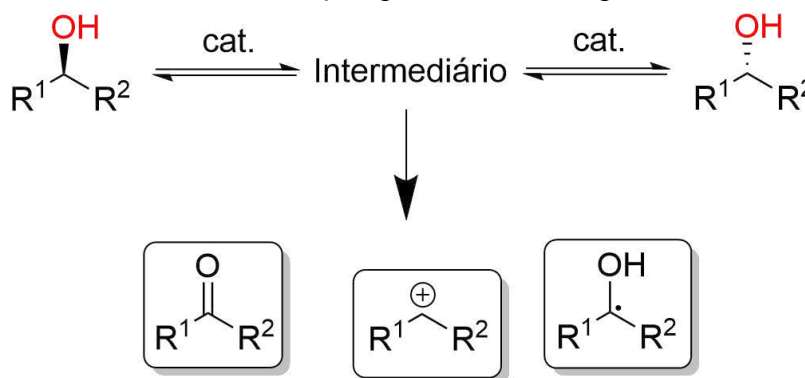 OH
cat.
cat.
OH
R¹ R²
Intermediário
R¹ R²
O
R¹ R²
⊕
R¹ R²
OH
R¹ R²